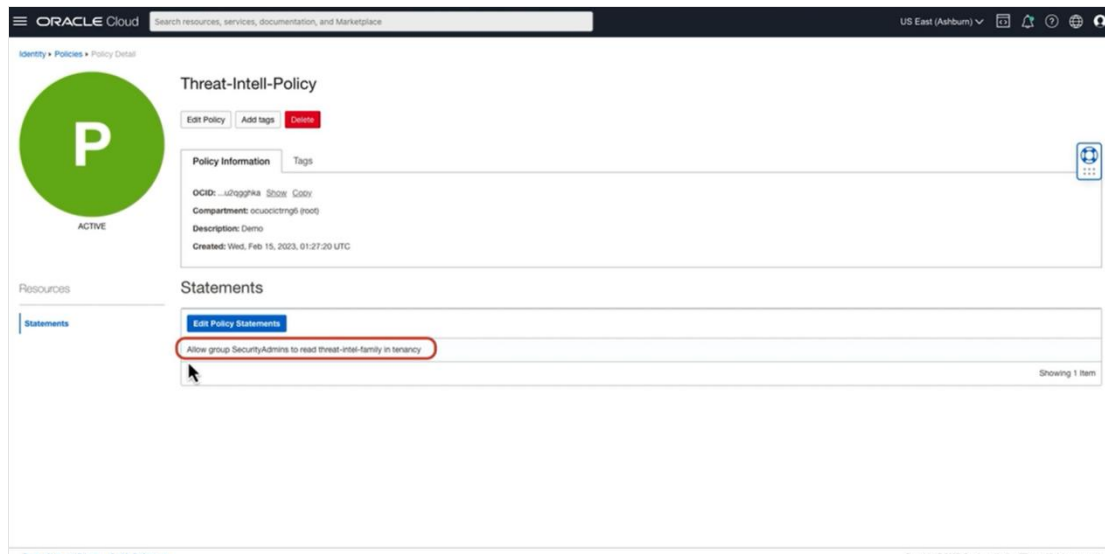 ORACLE Cloud
Search resources, services, documentation, and Marketplace
US East (Ashburn)
Identity Policies Policy Detail
P
ACTIVE
Threat-Intell-Policy
Edit Policy Add tags Delete
Policy Information Tags
OCID: ...u2qgghka Show Copy
Compartment: ocuocictrng6 (root)
Description: Demo
Created: Wed, Feb 15, 2023, 01:27:20 UTC
Resources
Statements
Statements
Edit Policy Statements
Allow group SecurityAdmins to read threat-intel-family in tenancy
Showing 1 Item